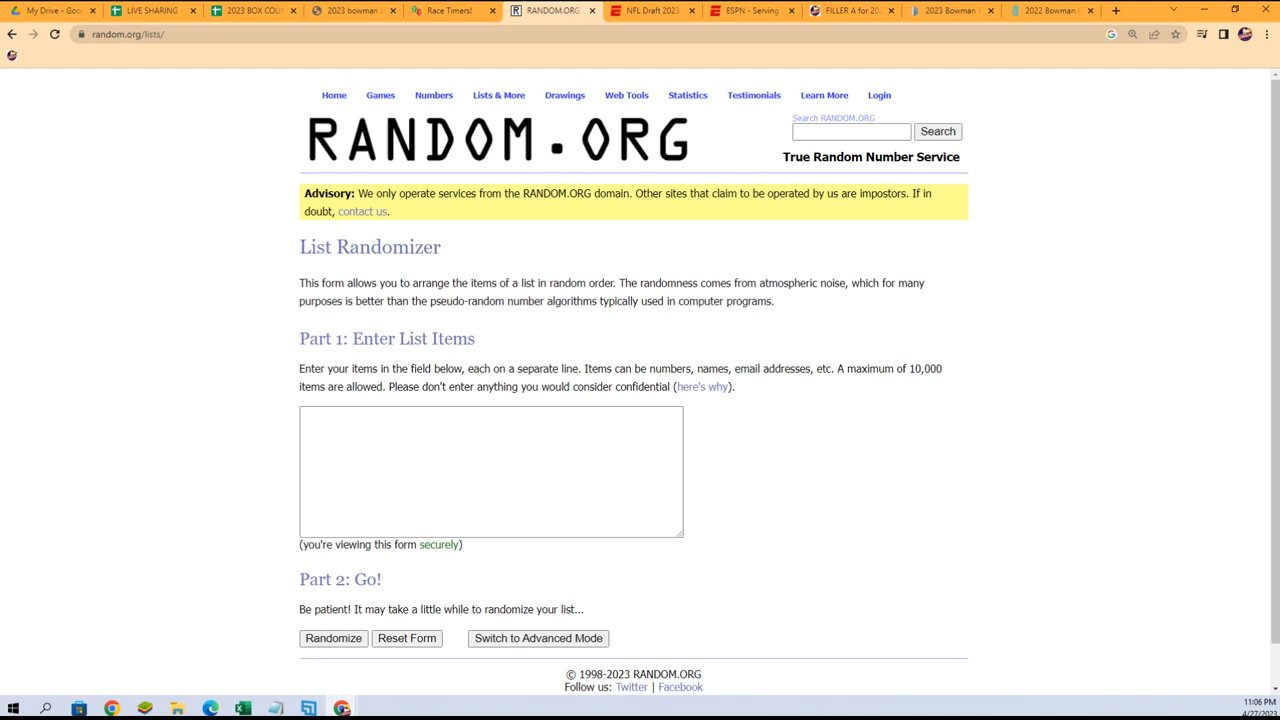 My Drive - Goo
LIVE SHARING
2023 BOX COU
2023 bowman
Race Timers!
RANDOM.ORG
NFL Draft 2023
ESPN - Serving
FILLER A for 20
2023 Bowman
2022 Bowman
random.org/lists/
Home Games Numbers Lists & More Drawings Web Tools Statistics Testimonials Learn More Login
RANDOM.ORG
Search RANDOM.ORG
Search
True Random Number Service
Advisory: We only operate services from the RANDOM.ORG domain. Other sites that claim to be operated by us are impostors. If in
doubt, contact us.
List Randomizer
This form allows you to arrange the items of a list in random order. The randomness comes from atmospheric noise, which for many
purposes is better than the pseudo-random number algorithms typically used in computer programs.
Part 1: Enter List Items
Enter your items in the field below, each on a separate line. Items can be numbers, names, email addresses, etc. A maximum of 10,000
items are allowed. Please don't enter anything you would consider confidential (here's why).
(you're viewing this form securely)
Part 2: Go!
Be patient! It may take a little while to randomize your list...
Randomize Reset Form Switch to Advanced Mode
© 1998-2023 RANDOM.ORG
Follow us: Twitter | Facebook
11:06 PM
4/27/2023